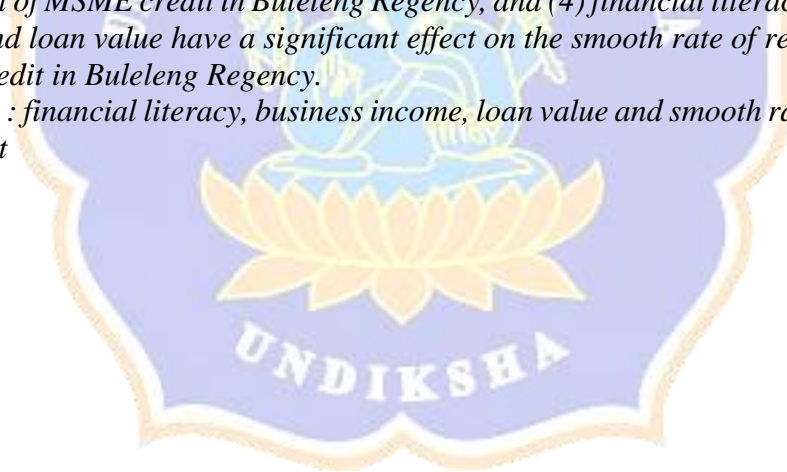 of MSME credit in Buleleng Regency, and (4) financial literac
nd loan value have a significant effect on the smooth rate of re
edit in Buleleng Regency.
: financial literacy, business income, loan value and smooth ra
t
UNDIKSHA